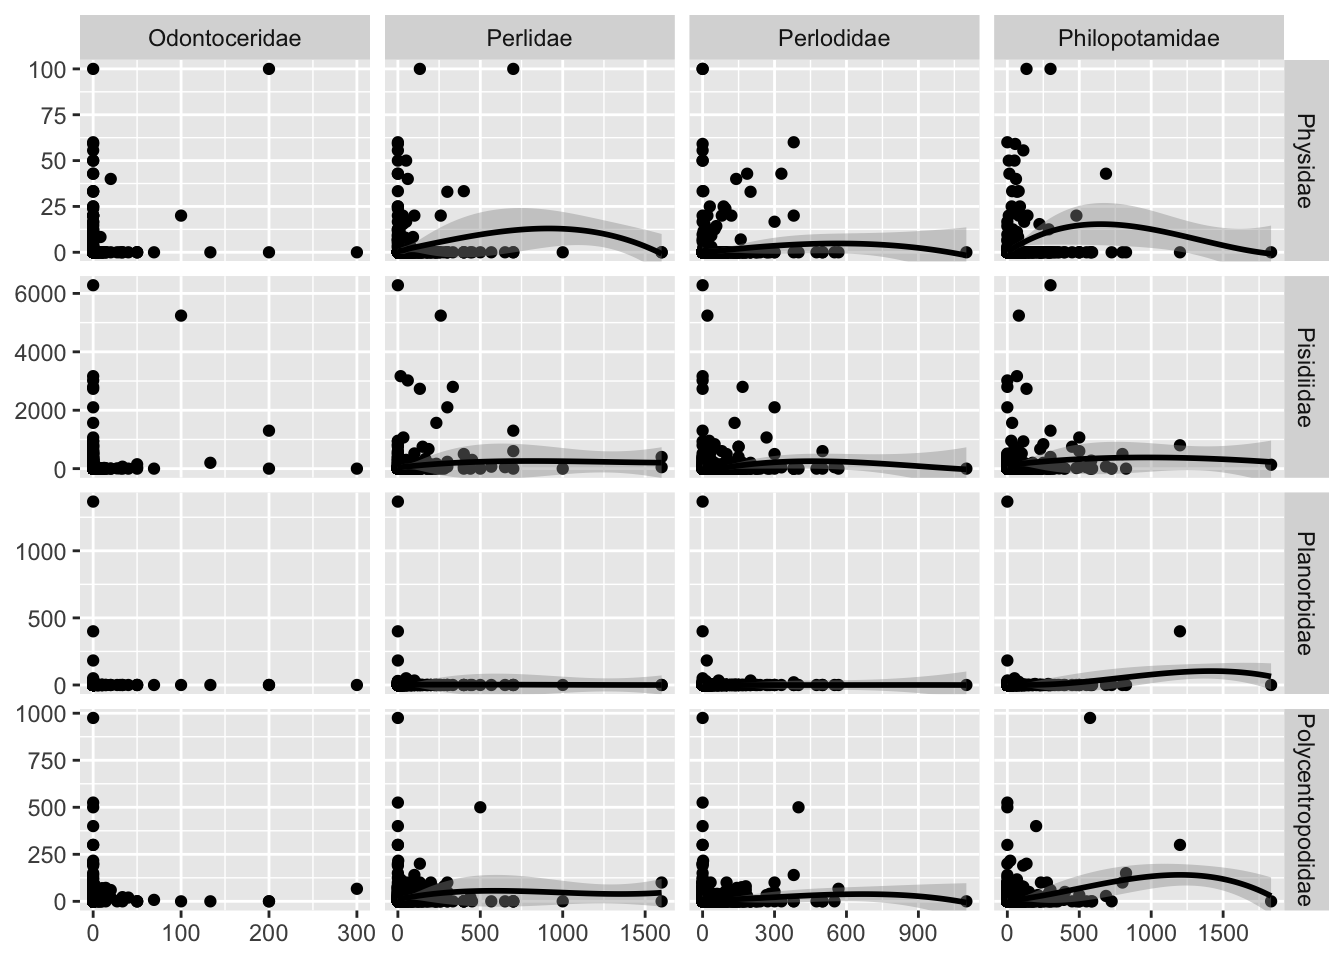 Odontoceridae Perlidae Perlodidae Philopotamidae
100
75
50
25
0
Physidae
6000
4000
2000
0
Pisidiidae
1000
500
0
Planorbidae
1000
750
500
250
0
Polycentropodidae
0 100 200 300 0 500 1000 1500 0 300 600 900 0 500 1000 1500